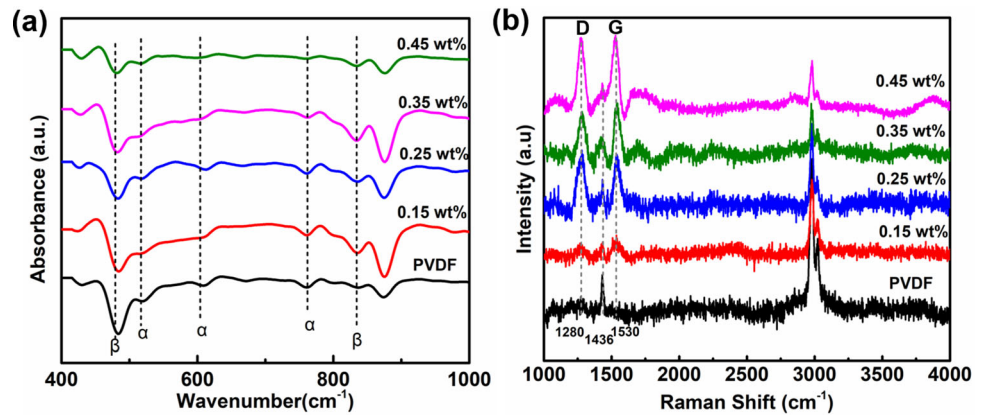 (a)
0.45 wt%
0.35 wt%
0.25 wt%
0.15 wt%
PVDF
β
α
α
α
β
400
600
800
1000
Wavenumber(cm-1)
Absorbance (a.u.)
(b)
D
G
0.45 wt%
0.35 wt%
0.25 wt%
0.15 wt%
PVDF
1280
1436
1530
1000
1500
2000
2500
3000
3500
4000
Raman Shift (cm-1)
Intensity (a.u)